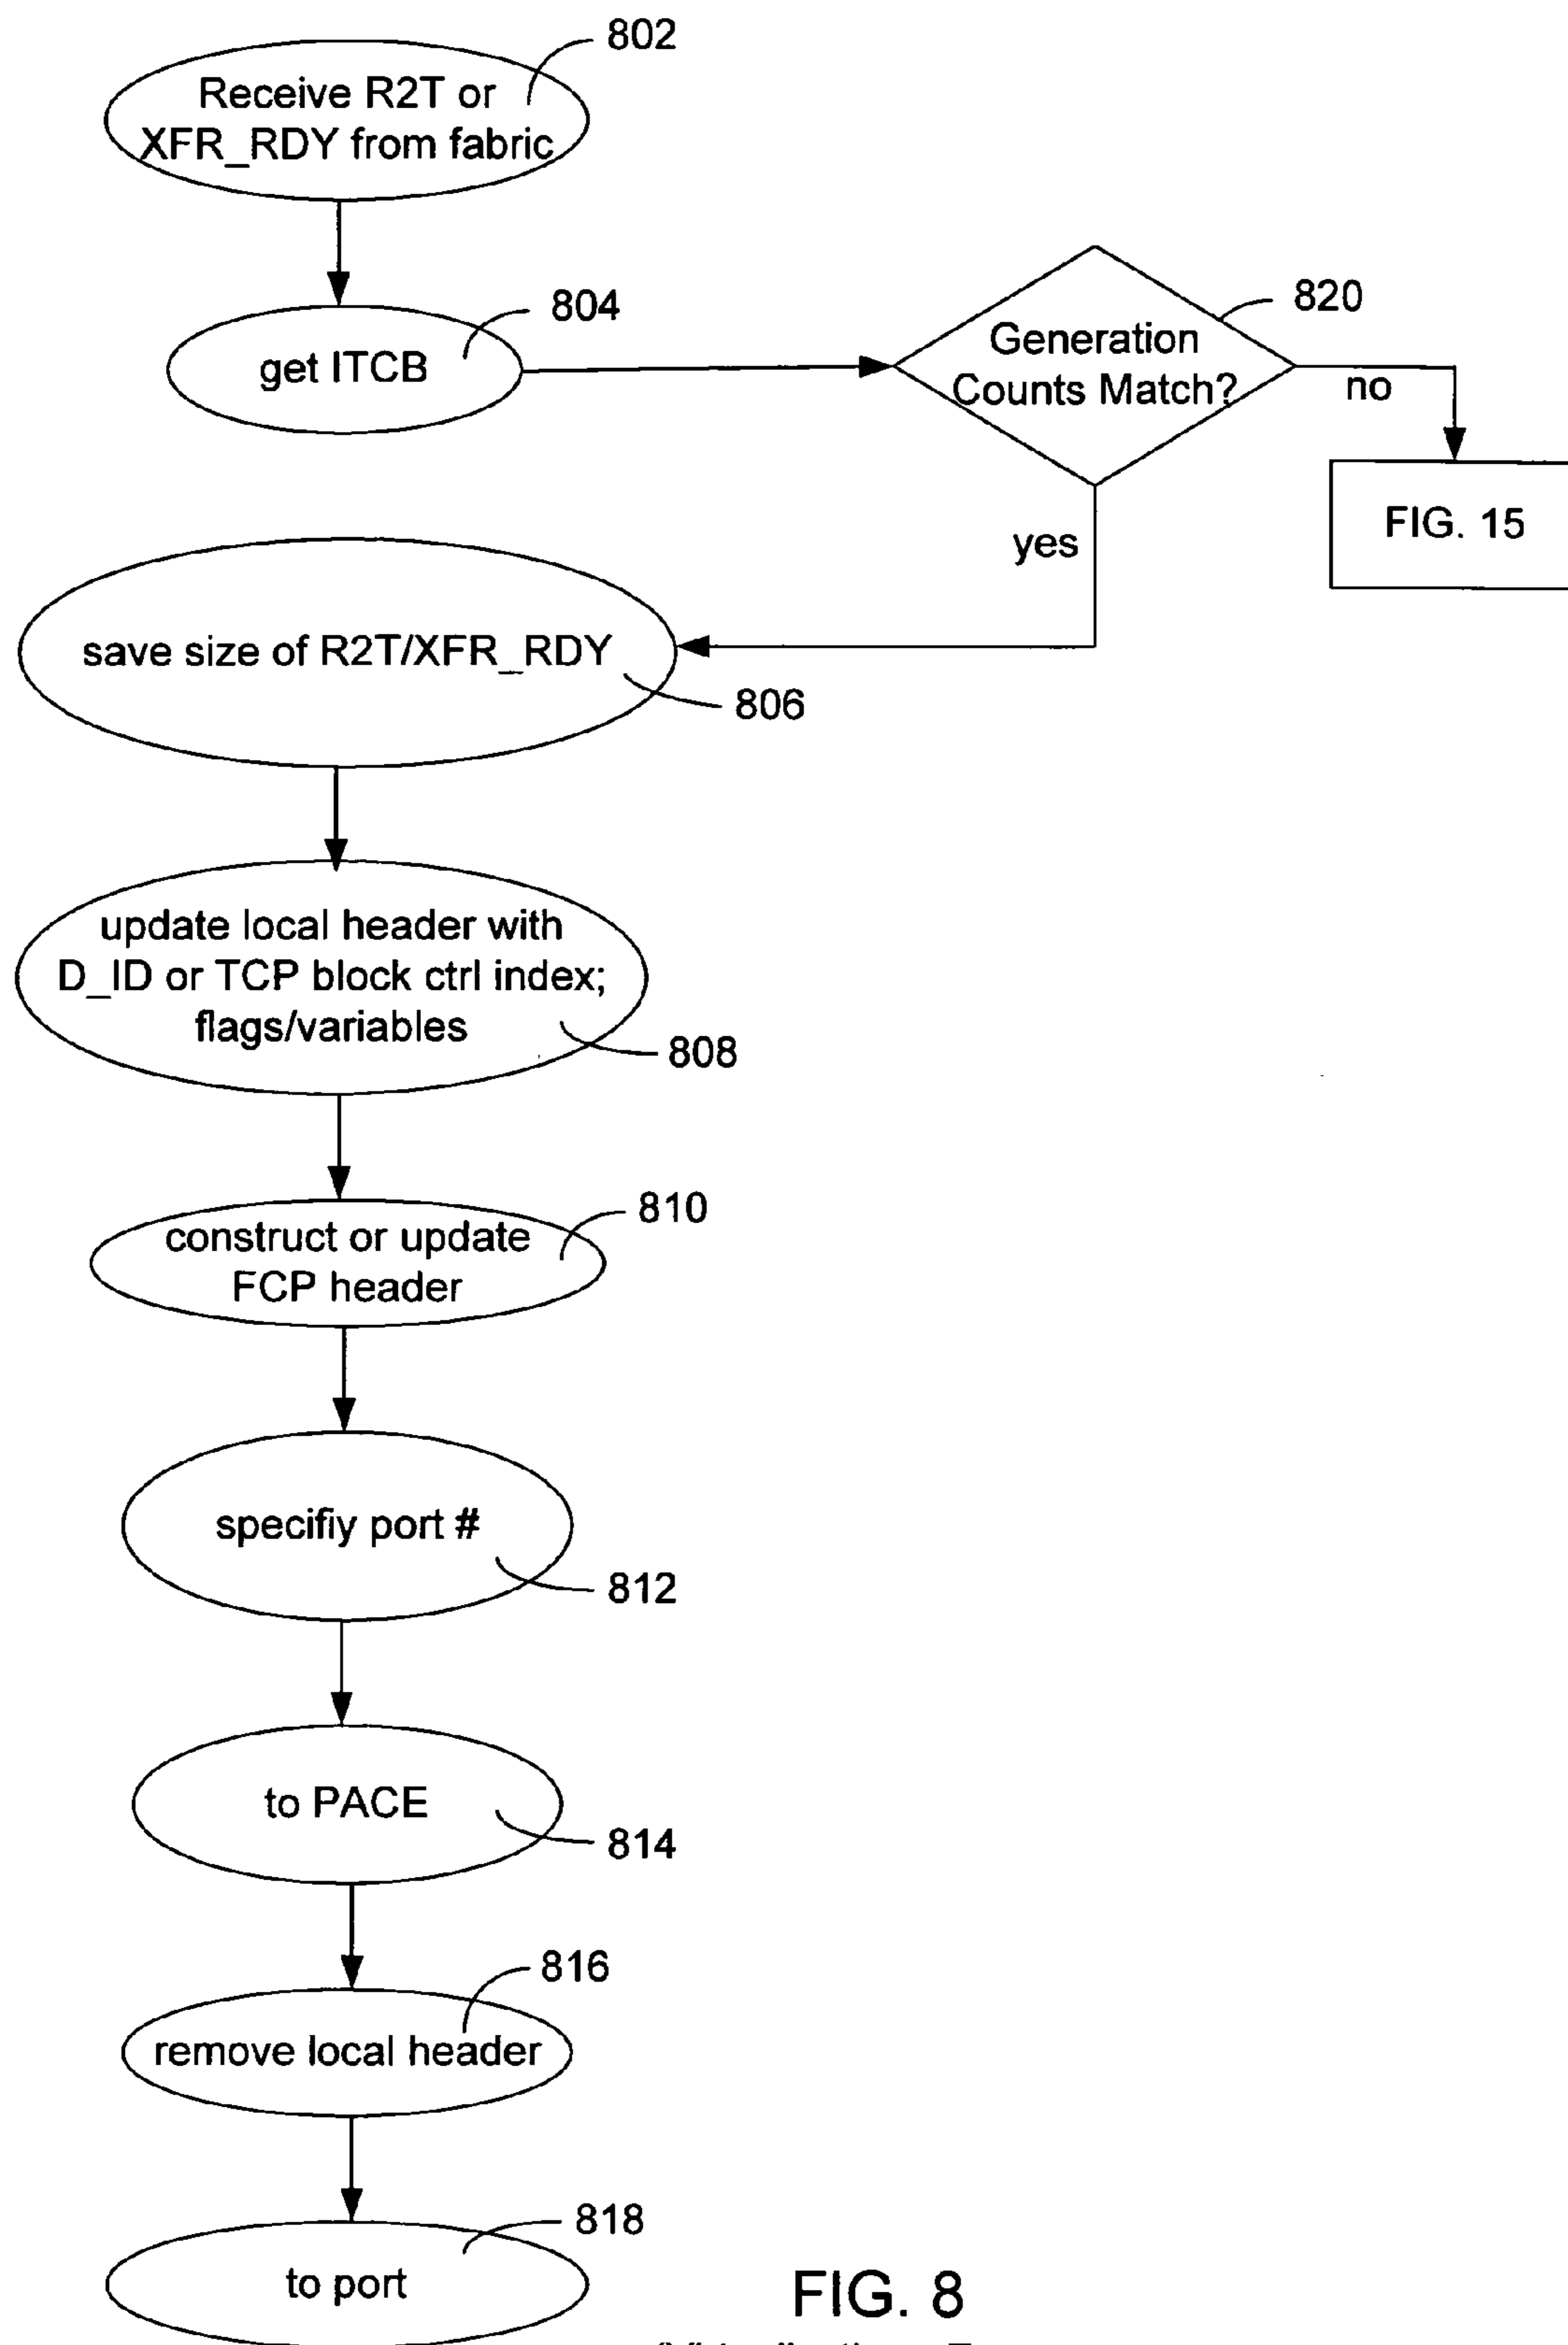 802
Receive R2T or
XFR_RDY from fabric
804
get ITCB
820
Generation
Counts Match?
no
FIG. 15
yes
save size of R2T/XFR_RDY
806
update local header with
D_ID or TCP block ctrl index;
flags/variables
808
810
construct or update
FCP header
specifiy port #
812
to PACE
814
816
remove local header
818
to port
FIG. 8